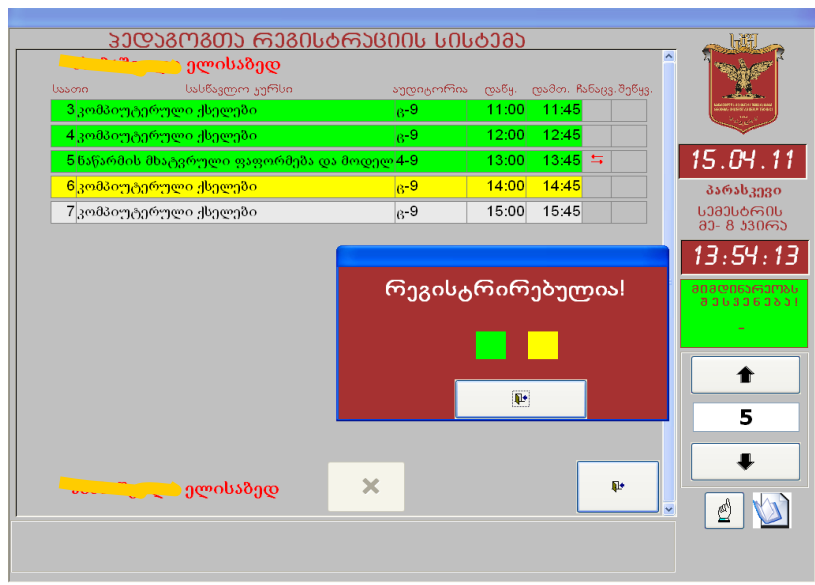 პედაგოგთა რეგისტრაციის სისტემა
ელისაბედ
საათი სასწავლო კურსი აუდიტორია დაწყ. დამთ. ჩანაცვ. შეწყვ.
3 კომპიუტერული ქსელები ც-9 11:00 11:45
4 კომპიუტერული ქსელები ც-9 12:00 12:45
5 ნაწარმის მხატვრული გაფორმება და მოდელ 4-9 13:00 13:45
6 კომპიუტერული ქსელები ც-9 14:00 14:45
7 კომპიუტერული ქსელები ც-9 15:00 15:45
რეგისტრირებულია!
ელისაბედ
15.04.11
პარასკევი
სემესტრის
მე- 8 კვირა
13:54:13
მიმდინარეობს
შესვენება!
-
5